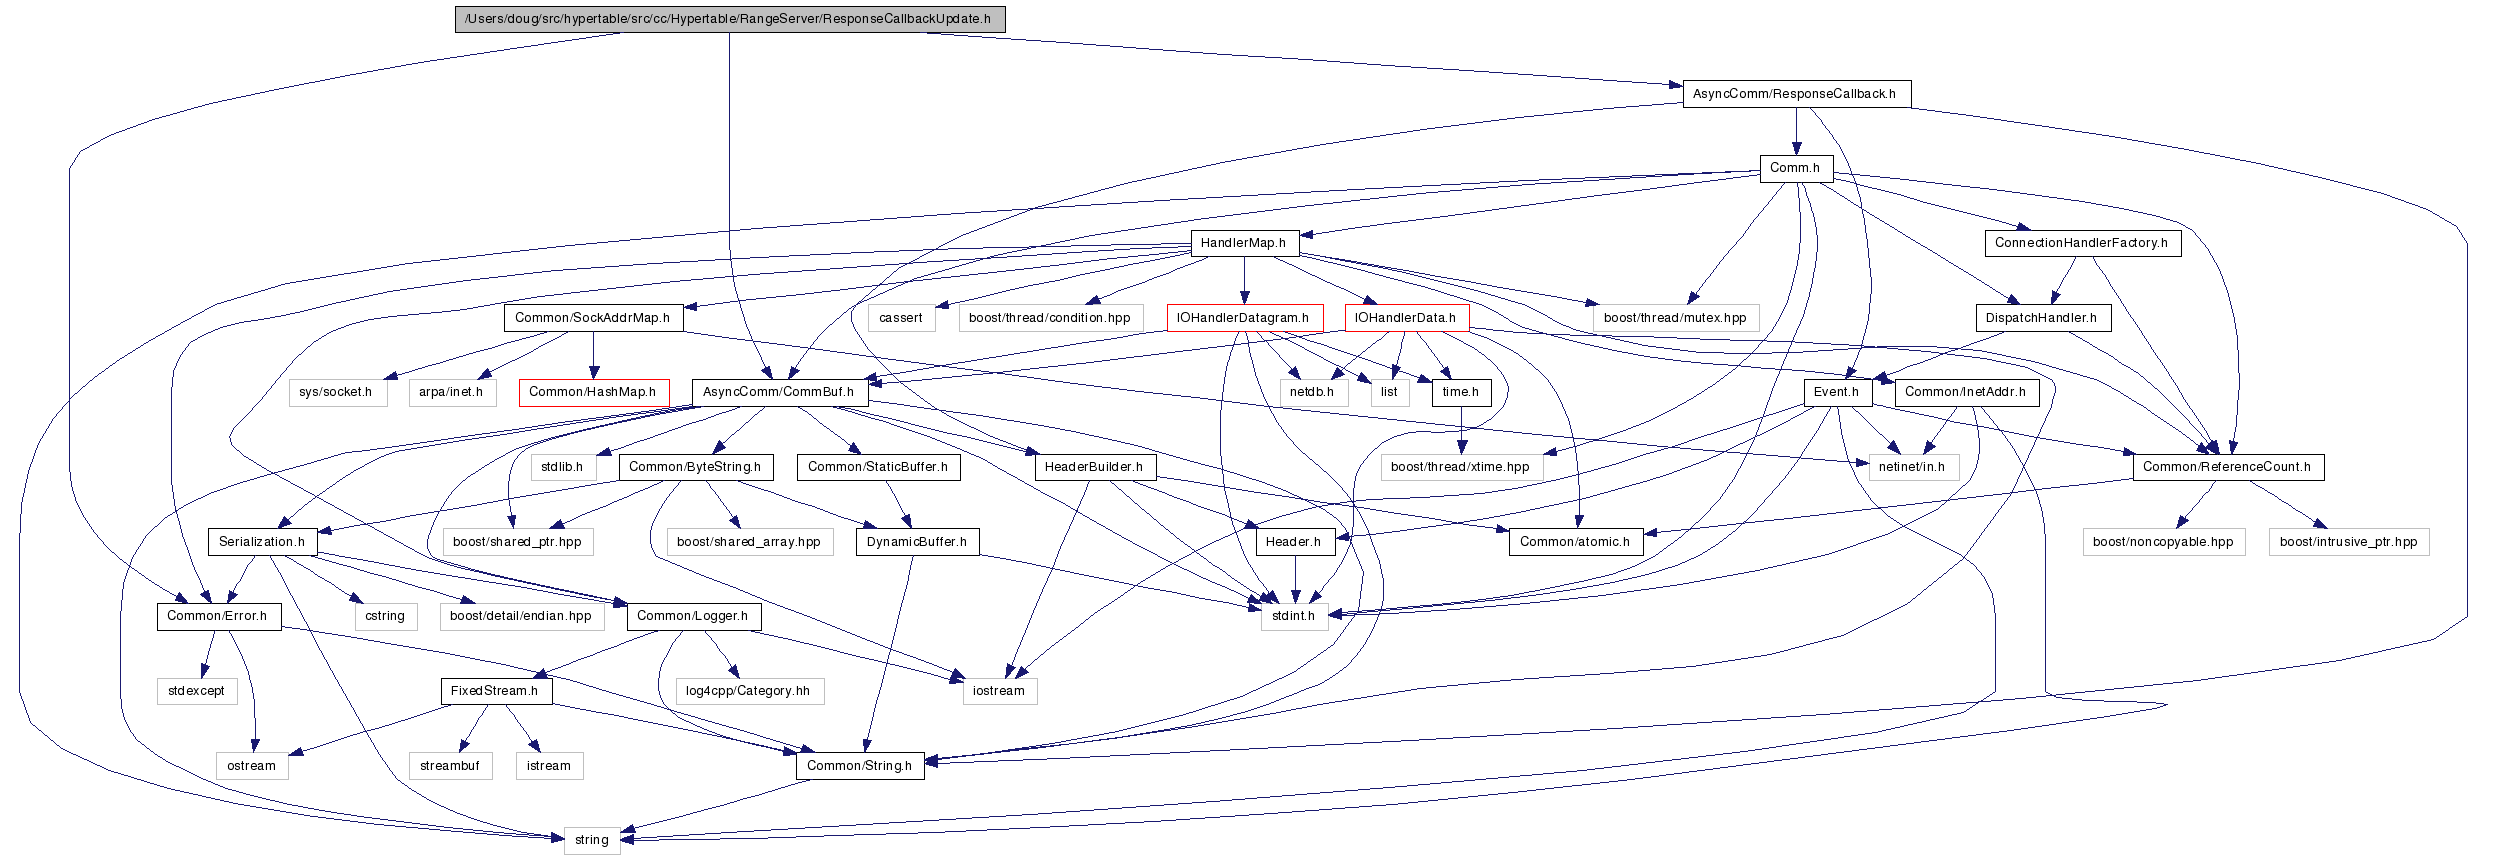 /Users/doug/src/hypertable/src/cc/Hypertable/RangeServer/ResponseCallbackUpdate.h
AsyncComm/ResponseCallback.h
Comm.h
HandlerMap.h
ConnectionHandlerFactory.h
Common/SockAddrMap.h
cassert
boost/thread/condition.hpp
IOHandlerDatagram.h
IOHandlerData.h
boost/thread/mutex.hpp
DispatchHandler.h
sys/socket.h
arpa/inet.h
Common/HashMap.h
AsyncComm/CommBuf.h
netdb.h
list
time.h
Event.h
Common/InetAddr.h
stdlib.h
Common/ByteString.h
Common/StaticBuffer.h
HeaderBuilder.h
boost/thread/xtime.hpp
netinet/in.h
Common/ReferenceCount.h
Serialization.h
boost/shared_ptr.hpp
boost/shared_array.hpp
DynamicBuffer.h
Header.h
Common/atomic.h
boost/noncopyable.hpp
boost/intrusive_ptr.hpp
Common/Error.h
cstring
boost/detail/endian.hpp
Common/Logger.h
stdint.h
stdexcept
FixedStream.h
log4cpp/Category.hh
iostream
ostream
streambuf
istream
Common/String.h
string